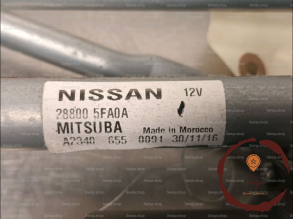 NISSAN 12V
28800 5FA0A
MITSUBA Made in Morocco
A2340 655 0091 30/11/16